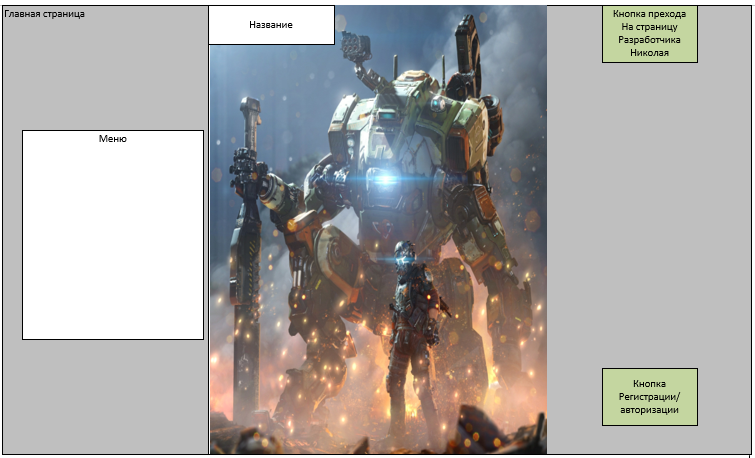 Главная страница
Название
Кнопка прехода
На страницу
Разработчика
Николая
Меню
Кнопка
Регистрации/
авторизации